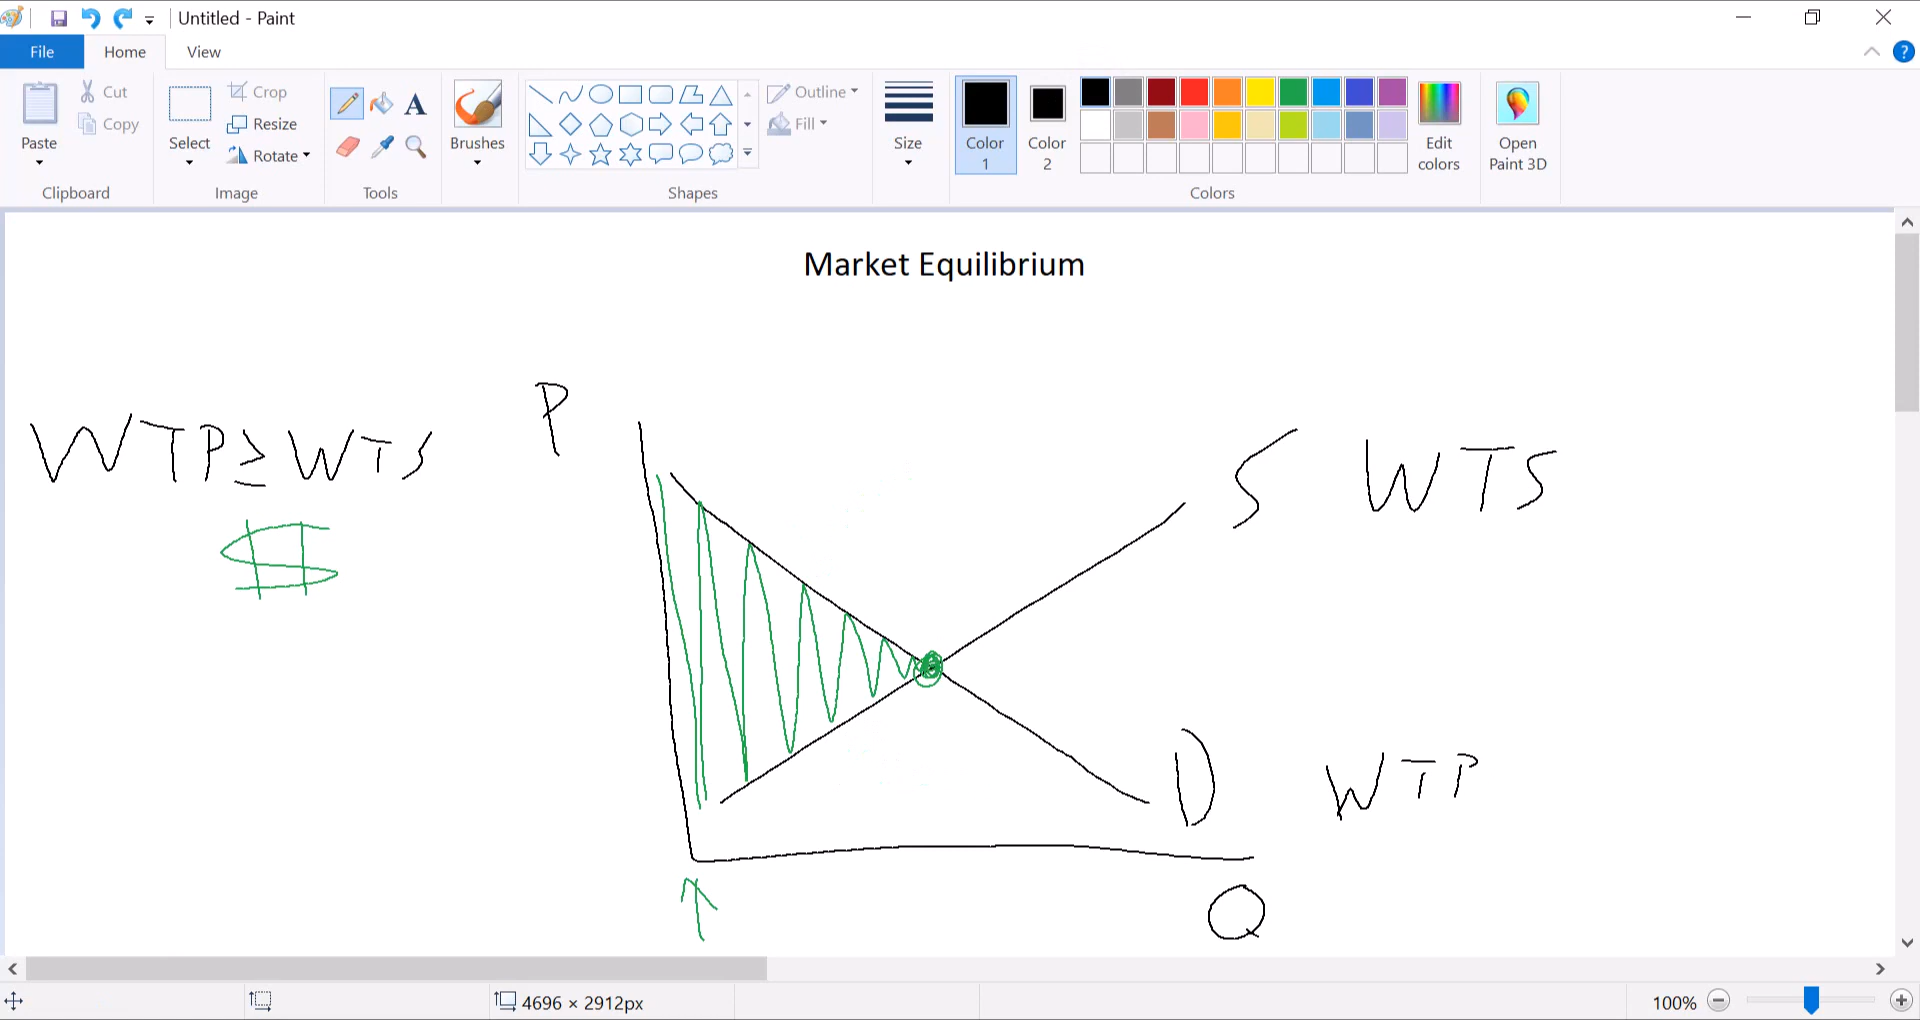 Untitled - Paint
File Home View
Paste
Cut
Copy
Clipboard
Select
Crop
Resize
Rotate
Image
A
Tools
Brushes
Shapes
Outline
Fill
Size
Color 1
Color 2
Colors
Edit colors
Open Paint 3D
?
Market Equilibrium
WTP≥WTS
$
P
S WTS
D WTP
Q
4696 × 2912px
100%